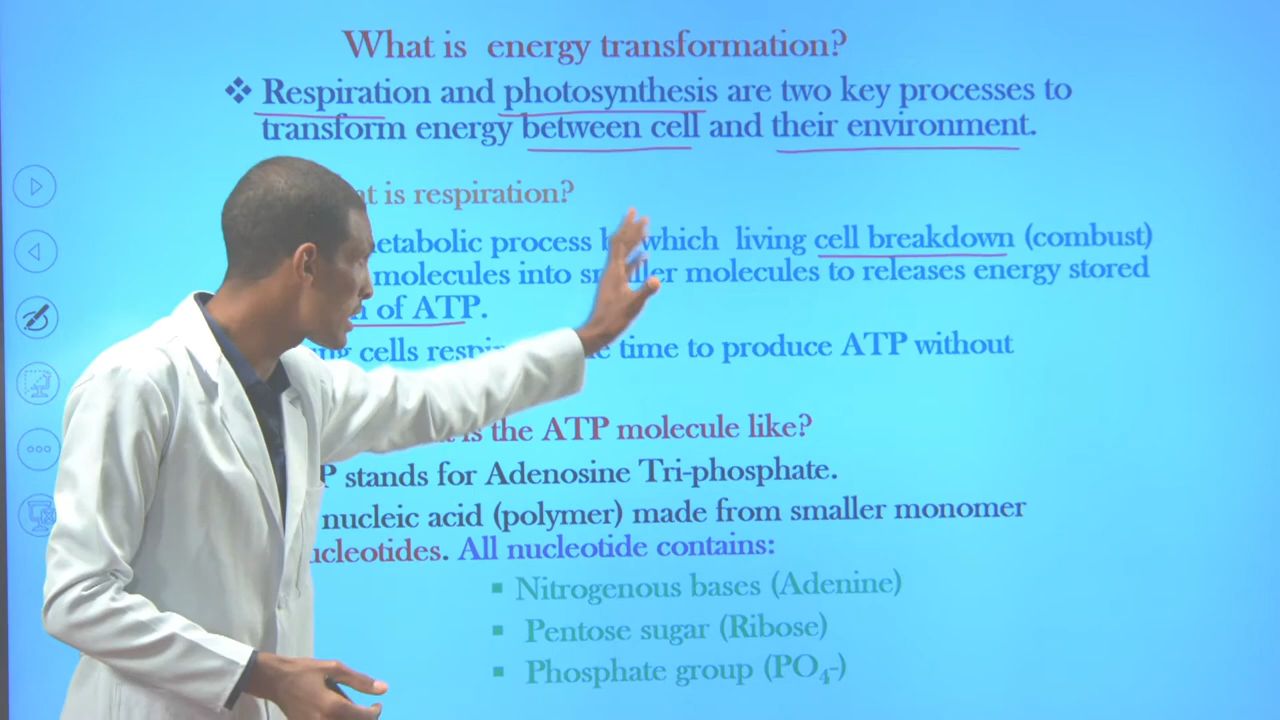 What is energy transformation?
❖ Respiration and photosynthesis are two key processes to
transform energy between cell and their environment.
is respiration?
process which living cell breakdown (combust)
molecules into molecules to releases energy stored
of ATP.
cells time to produce ATP without
is the ATP molecule like?
stands for Adenosine Tri-phosphate.
nucleic acid (polymer) made from smaller monomer
All nucleotide contains:
▪ Nitrogenous bases (Adenine)
▪ Pentose sugar (Ribose)
▪ Phosphate group (PO₄-)